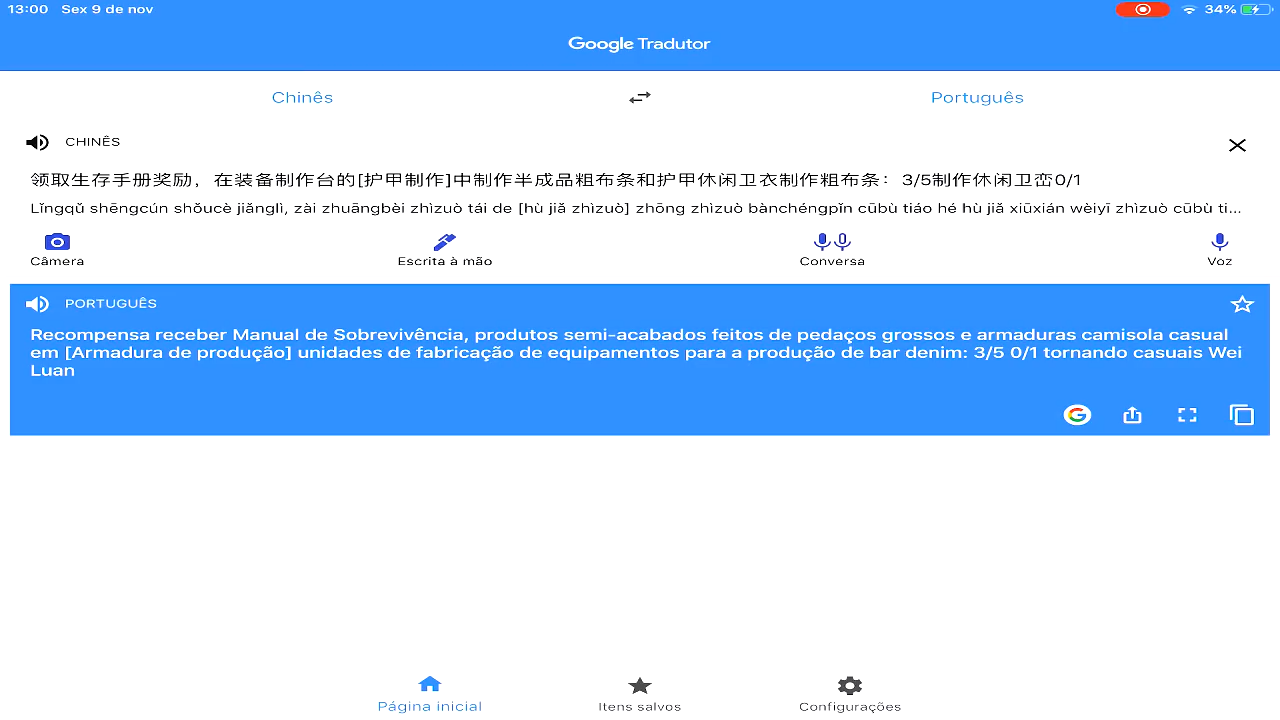 13:00 Sex 9 de nov 34%
Google Tradutor
Chinês Português
CHINÊS
领取生存手册奖励，在装备制作台的[护甲制作]中制作半成品粗布条和护甲休闲卫衣制作粗布条：3/5制作休闲卫峦0/1
Lǐngqǔ shēngcún shǒucè jiǎnglì, zài zhuāngbèi zhìzuò tái de [hù jiǎ zhìzuò] zhōng zhìzuò bànchéngpǐn cūbù tiáo hé hù jiǎ xiūxián wèiyī zhìzuò cūbù ti...
Câmera Escrita à mão Conversa Voz
PORTUGUÊS
Recompensa receber Manual de Sobrevivência, produtos semi-acabados feitos de pedaços grossos e armaduras camisola casual
em [Armadura de produção] unidades de fabricação de equipamentos para a produção de bar denim: 3/5 0/1 tornando casuais Wei
Luan
Página inicial Itens salvos Configurações